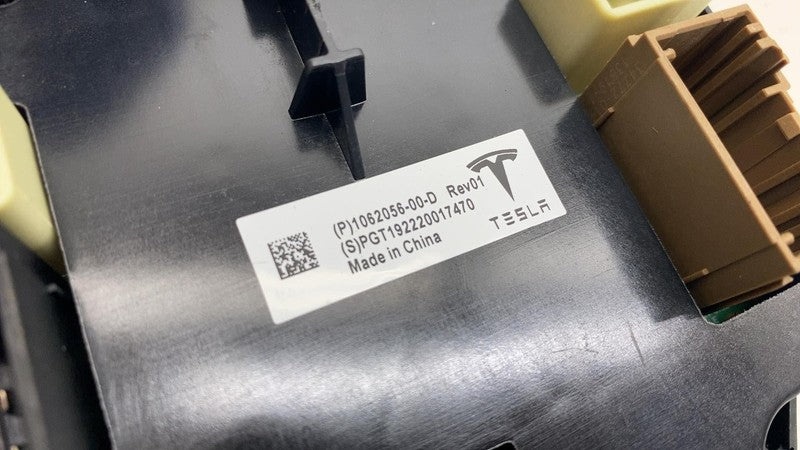 (P)1062056-00-D Rev01
(S)PGT192220017470
Made in China
TESLA